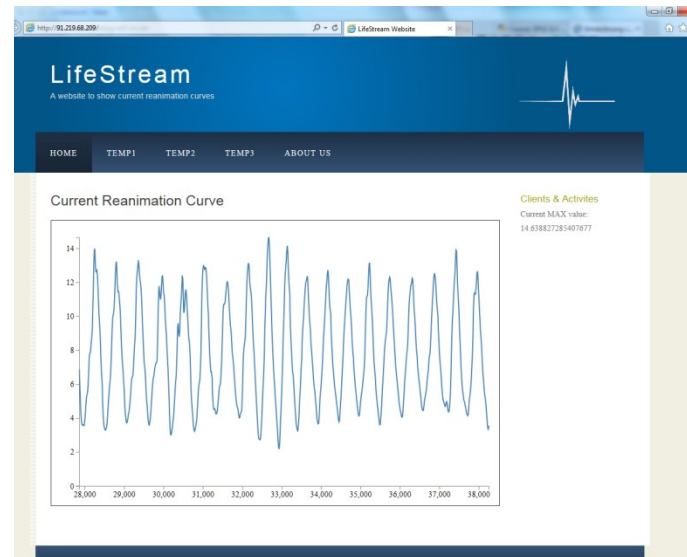 http://91.219.68.209
LifeStream Website
LifeStream
A website to show current reanimation curves
HOME TEMP1 TEMP2 TEMP3 ABOUT US
Current Reanimation Curve
Clients & Activites
Current MAX value:
14.638827285407677
14
12
10
8
6
4
2
0
28,000 29,000 30,000 31,000 32,000 33,000 34,000 35,000 36,000 37,000 38,000